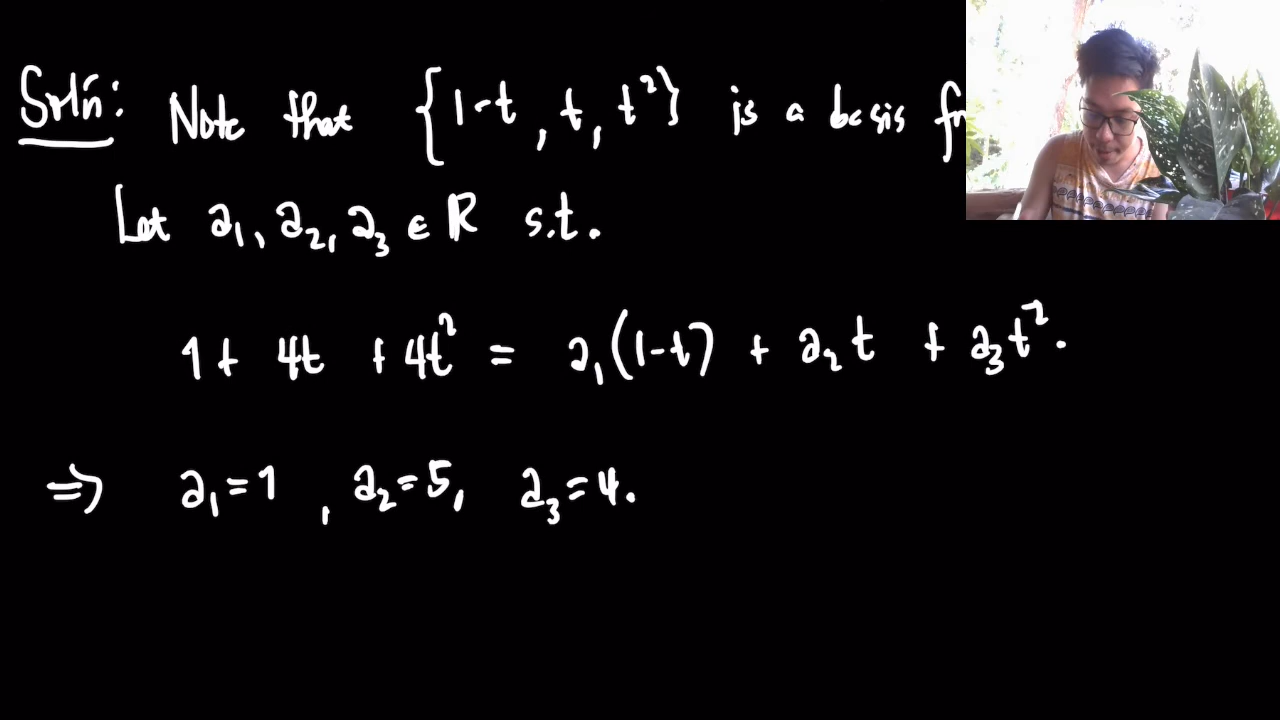 Sol'n: Note that {1-t, t, t²} is a basis
Let a₁, a₂, a₃ ∈ ℝ s.t.
1 + 4t + 4t² = a₁(1-t) + a₂t + a₃t².
⇒ a₁=1, a₂=5, a₃=4.